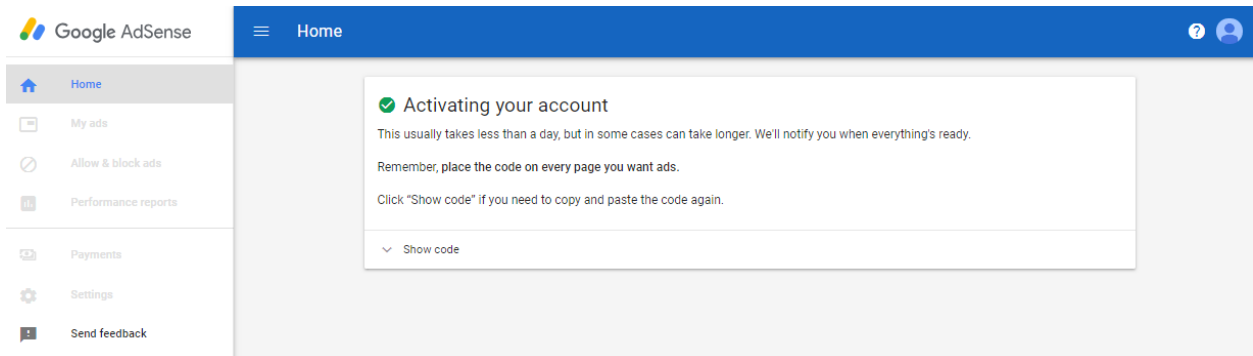 Google AdSense
Home
Home
My ads
Allow & block ads
Performance reports
Payments
Settings
Send feedback
Activating your account
This usually takes less than a day, but in some cases can take longer. We'll notify you when everything's ready.
Remember, place the code on every page you want ads.
Click “Show code” if you need to copy and paste the code again.
Show code